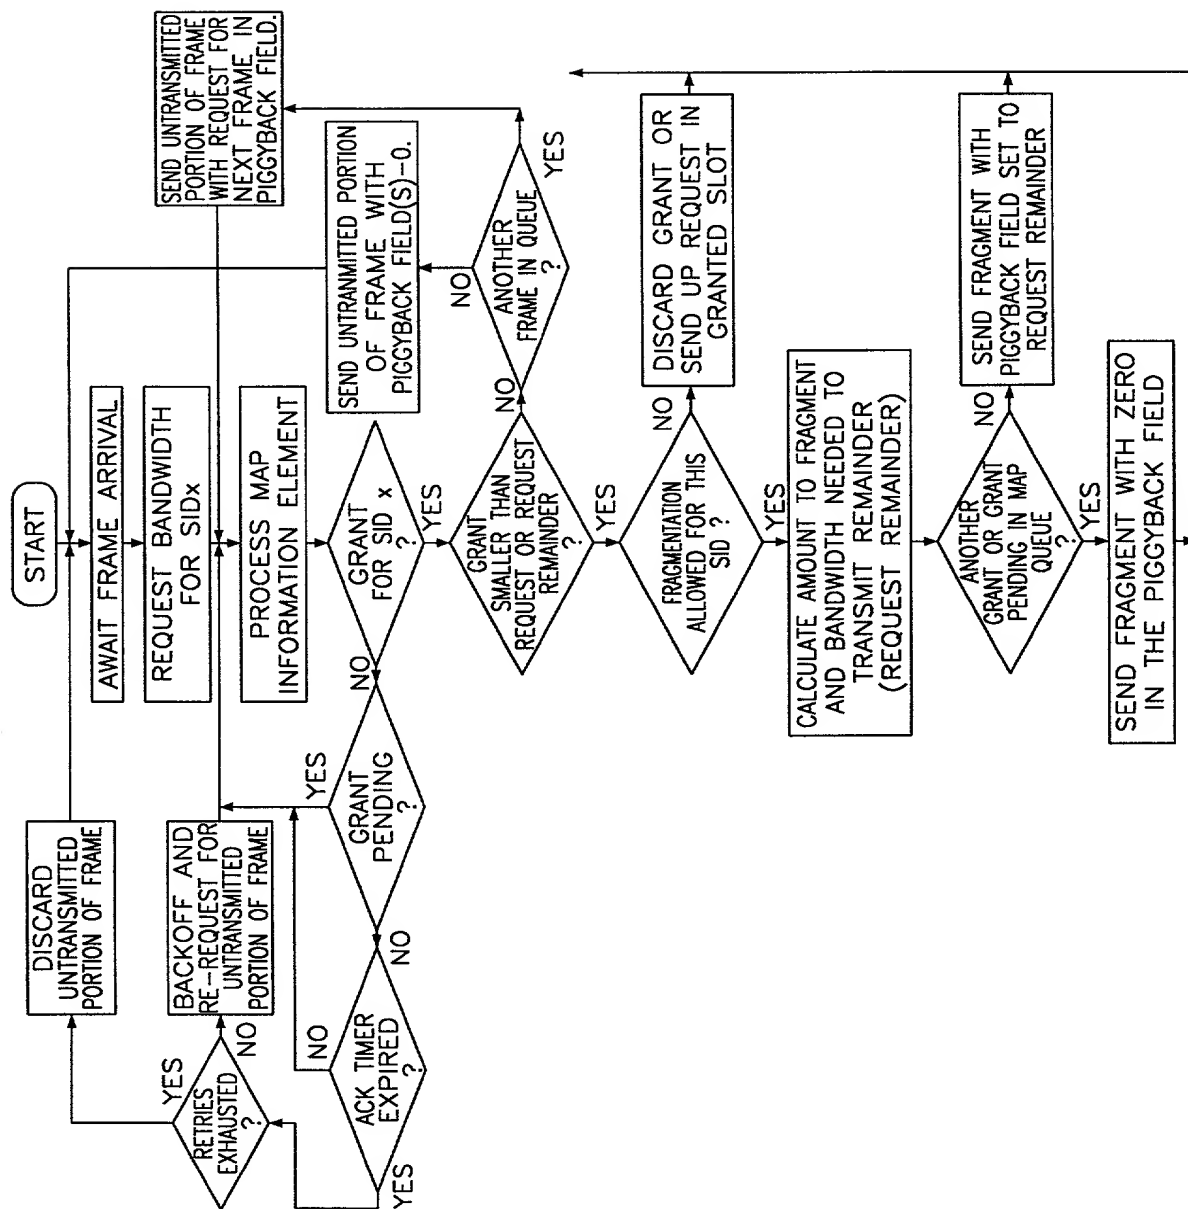 START
AWAIT FRAME ARRIVAL
REQUEST BANDWIDTH
FOR SIDx
PROCESS MAP
INFORMATION ELEMENT
GRANT
FOR SID x
?
NO
YES
GRANT
SMALLER THAN
REQUEST OR REQUEST
REMAINDER
?
NO
YES
ANOTHER
FRAME IN QUEUE
?
NO
YES
SEND UNTRANMITTED PORTION
OF FRAME WITH
PIGGYBACK FIELD(S)-0.
SEND UNTRANSMITTED
PORTION OF FRAME
WITH REQUEST FOR
NEXT FRAME IN
PIGGYBACK FIELD.
GRANT
PENDING
?
YES
NO
ACK TIMER
EXPIRED
?
NO
YES
RETRIES
EXHAUSTED
?
YES
NO
DISCARD
UNTRANSMITTED
PORTION OF FRAME
BACKOFF AND
RE-REQUEST FOR
UNTRANSMITTED
PORTION OF FRAME
FRAGMENTATION
ALLOWED FOR THIS
SID ?
NO
YES
DISCARD GRANT OR
SEND UP REQUEST IN
GRANTED SLOT
CALCULATE AMOUNT TO FRAGMENT
AND BANDWIDTH NEEDED TO
TRANSMIT REMAINDER
(REQUEST REMAINDER)
ANOTHER
GRANT OR GRANT
PENDING IN MAP
QUEUE
?
NO
YES
SEND FRAGMENT WITH
PIGGYBACK FIELD SET TO
REQUEST REMAINDER
SEND FRAGMENT WITH ZERO
IN THE PIGGYBACK FIELD